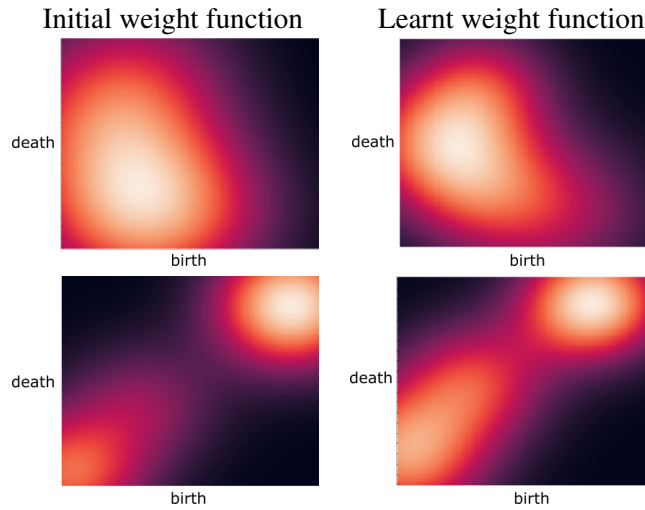 Initial weight function
Learnt weight function
death
death
birth
birth
death
death
birth
birth